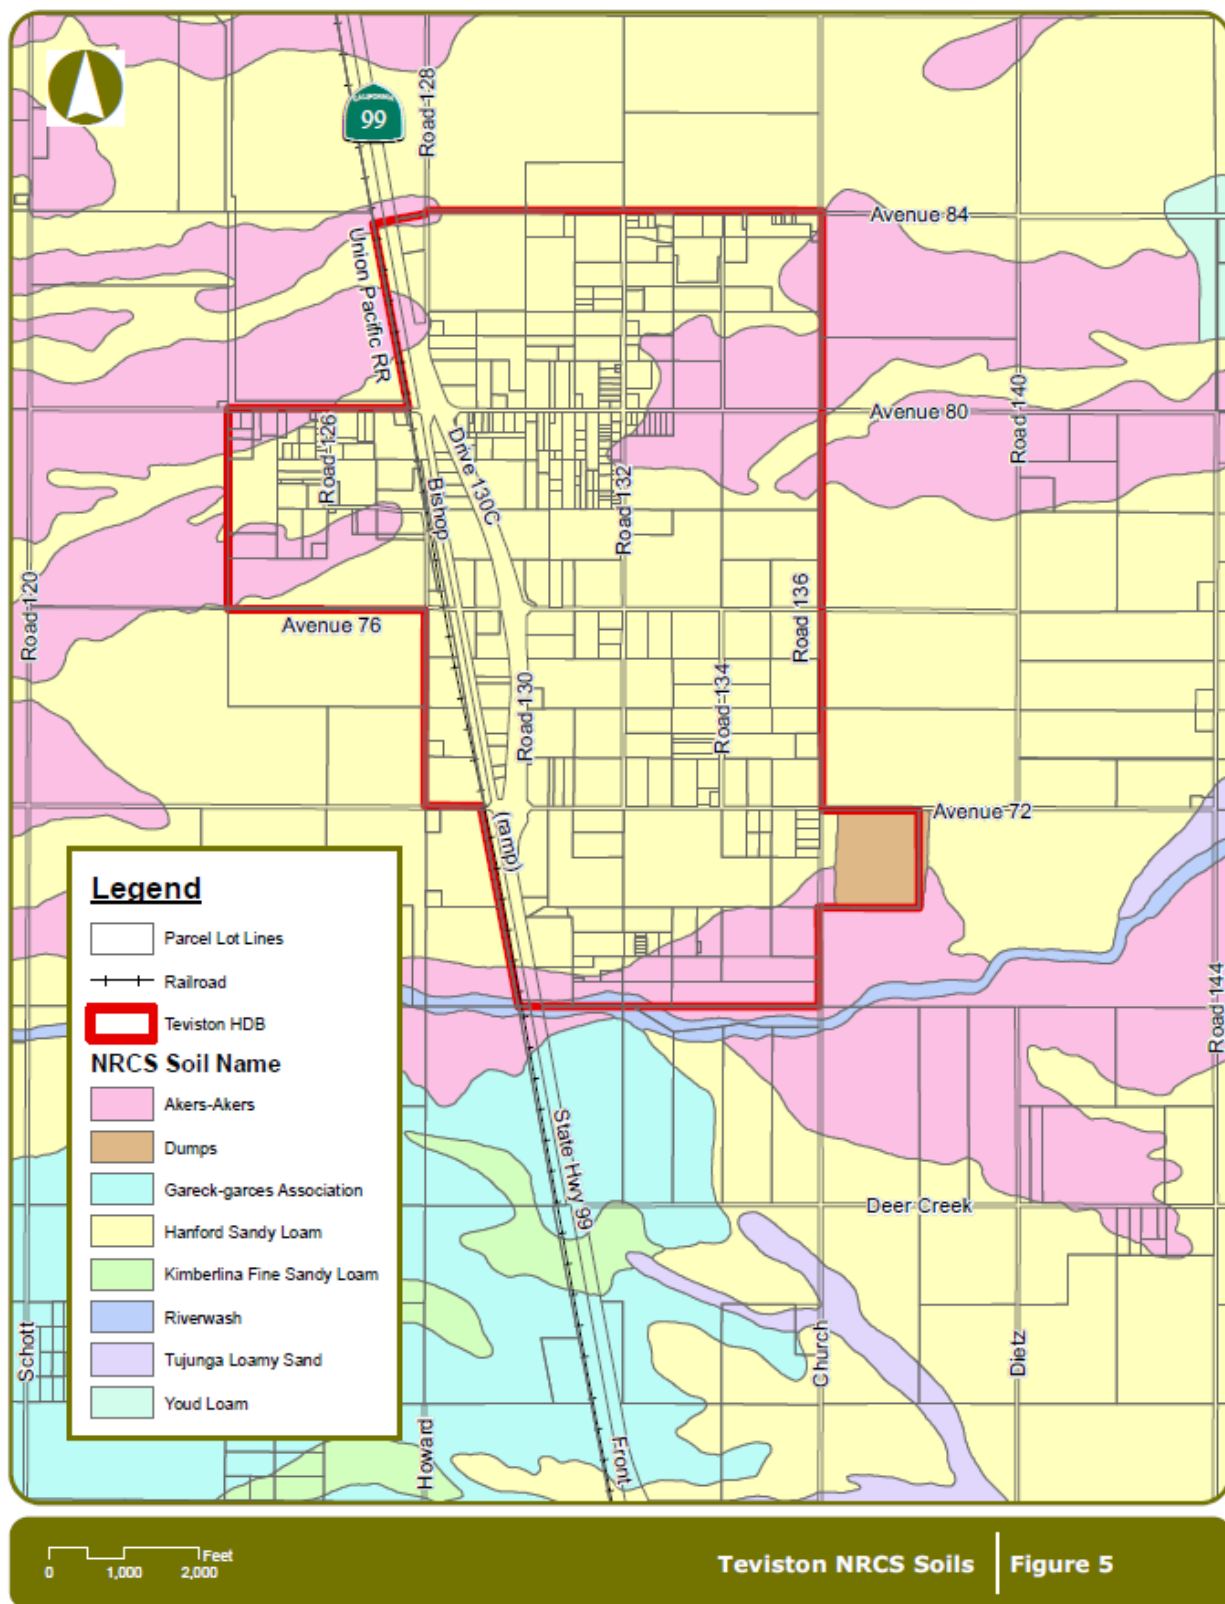 CALIFORNIA
99
Road 128
Avenue 84
Union Pacific RR
Road 140
Avenue 80
Road 126
Drive 130C
Bishop
Road 132
Road 120
Road 136
Avenue 76
Road 130
Road 134
Avenue 72
(ramp)
Road 144
State Hwy 99
Deer Creek
Schott
Howard
Front
Church
Dietz
Legend
Parcel Lot Lines
Railroad
Teviston HDB
NRCS Soil Name
Akers-Akers
Dumps
Gareck-garces Association
Hanford Sandy Loam
Kimberlina Fine Sandy Loam
Riverwash
Tujunga Loamy Sand
Youd Loam
Feet
0 1,000 2,000
Teviston NRCS Soils
Figure 5